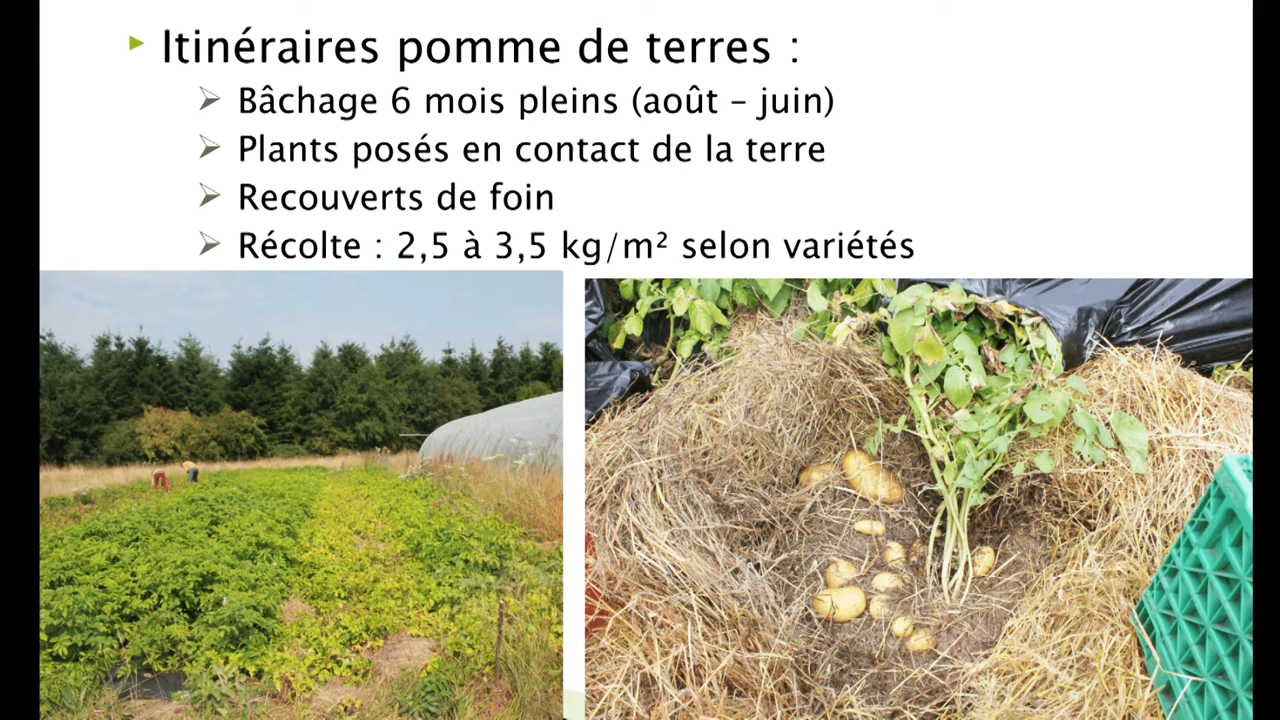 Itinéraires pomme de terres :
Bâchage 6 mois pleins (août – juin)
Plants posés en contact de la terre
Recouverts de foin
Récolte : 2,5 à 3,5 kg/m² selon variétés